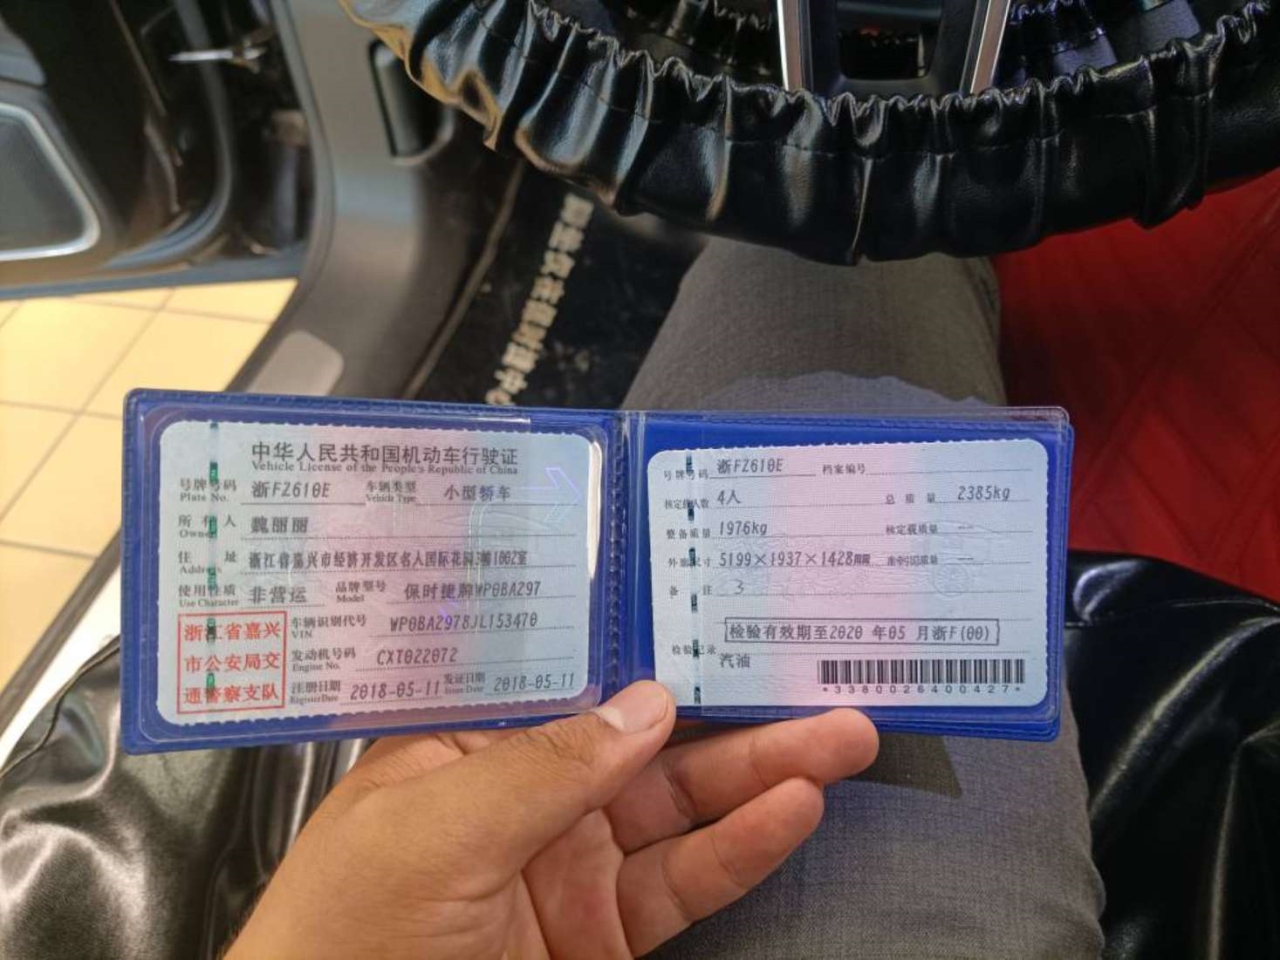 中华人民共和国机动车行驶证
Vehicle License of the People's Republic of China
号牌号码 浙FZ610E 车辆类型 小型轿车
Plate No. Vehicle Type
所有人 魏丽丽
Owner
住址 浙江省嘉兴市经济开发区名人国际花园3幢1002室
Address
使用性质 非营运 品牌型号 保时捷牌WP0BA297
Use Character Model
浙江省嘉兴
市公安局交
通警察支队
车辆识别代号 WP0BA2978JL153470
VIN
发动机号码 CXT022072
Engine No.
注册日期 2018-05-11 发证日期 2018-05-11
Register Date Issue Date
号牌号码 浙FZ610E 档案编号
核定载人数 4人 总质量 2385kg
整备质量 1976kg 核定载质量 --
外廓尺寸 5199×1937×1428mm 准牵引总质量 --
备注 3
检验有效期至2020 年05 月浙F(00)
检验记录
汽油
*3380026400427*